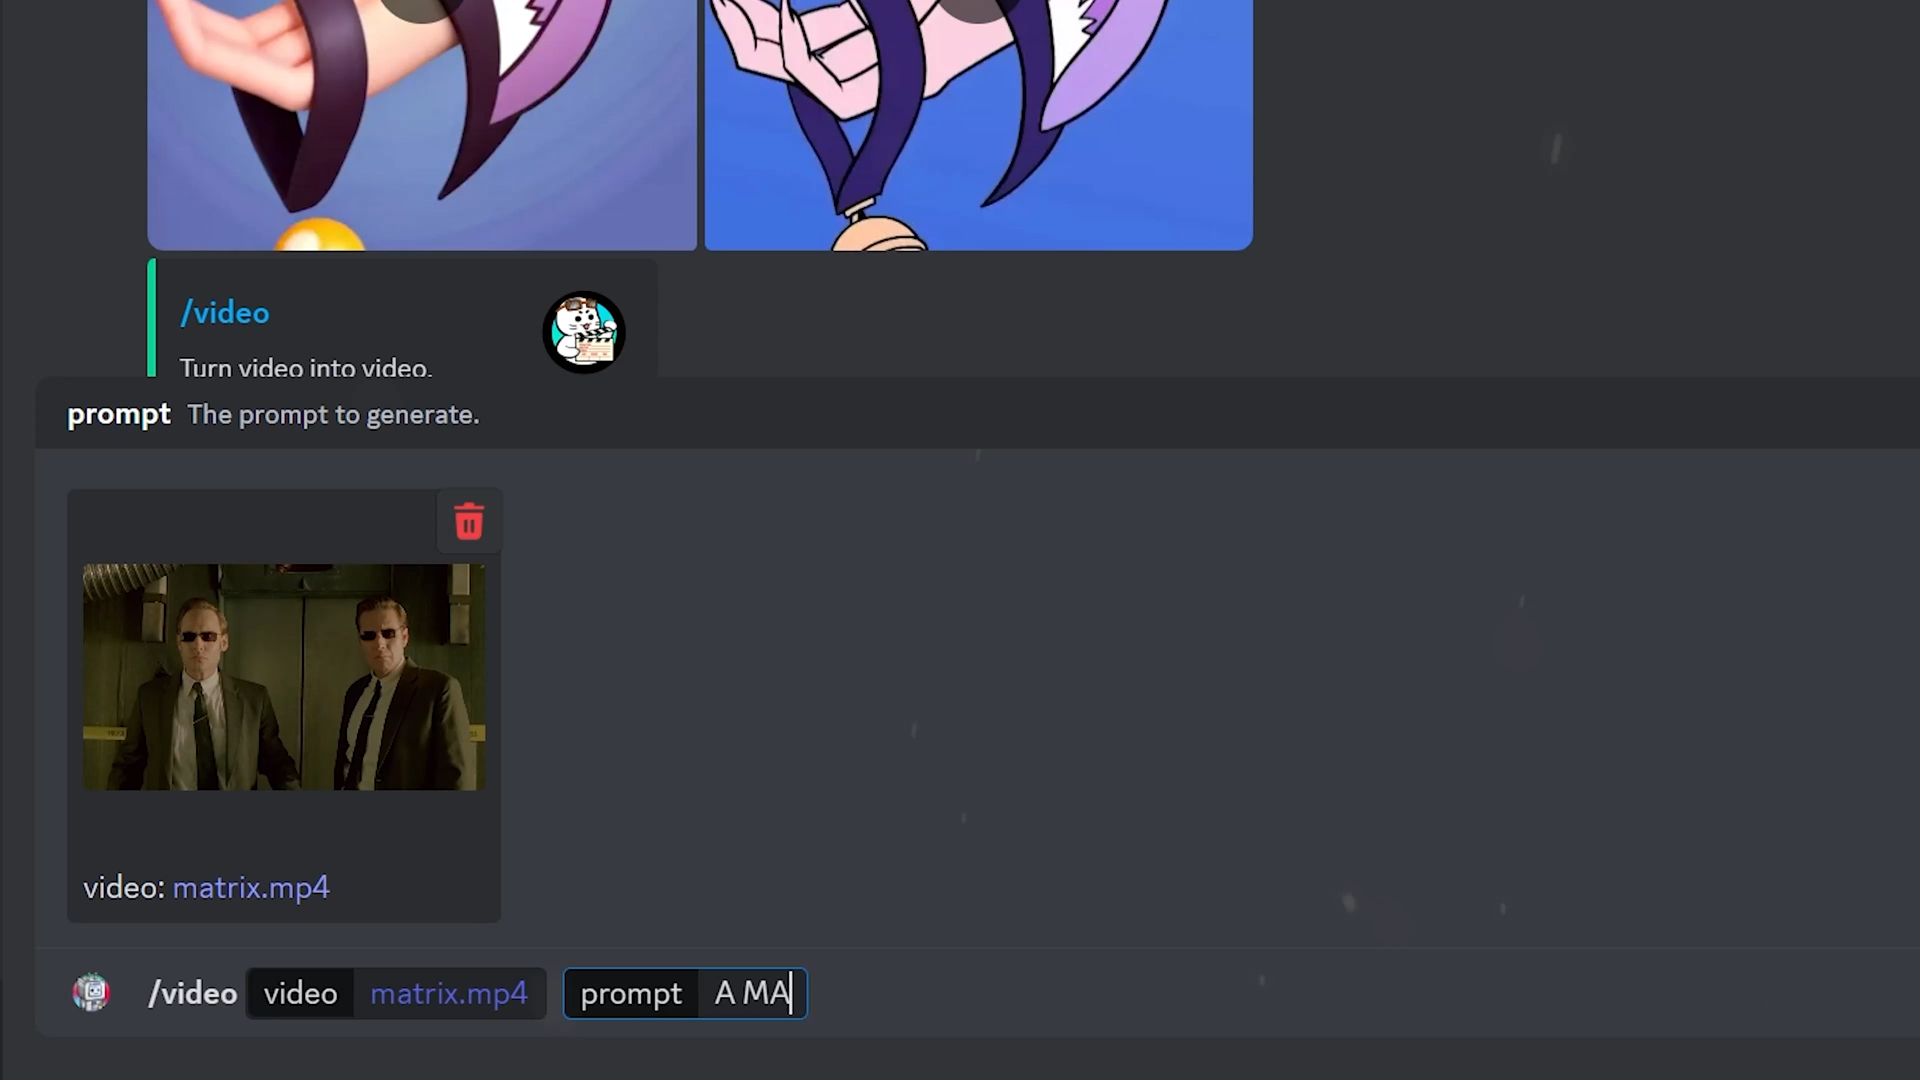 /video
Turn video into video.
prompt The prompt to generate.
video: matrix.mp4
/video video matrix.mp4 prompt A MA